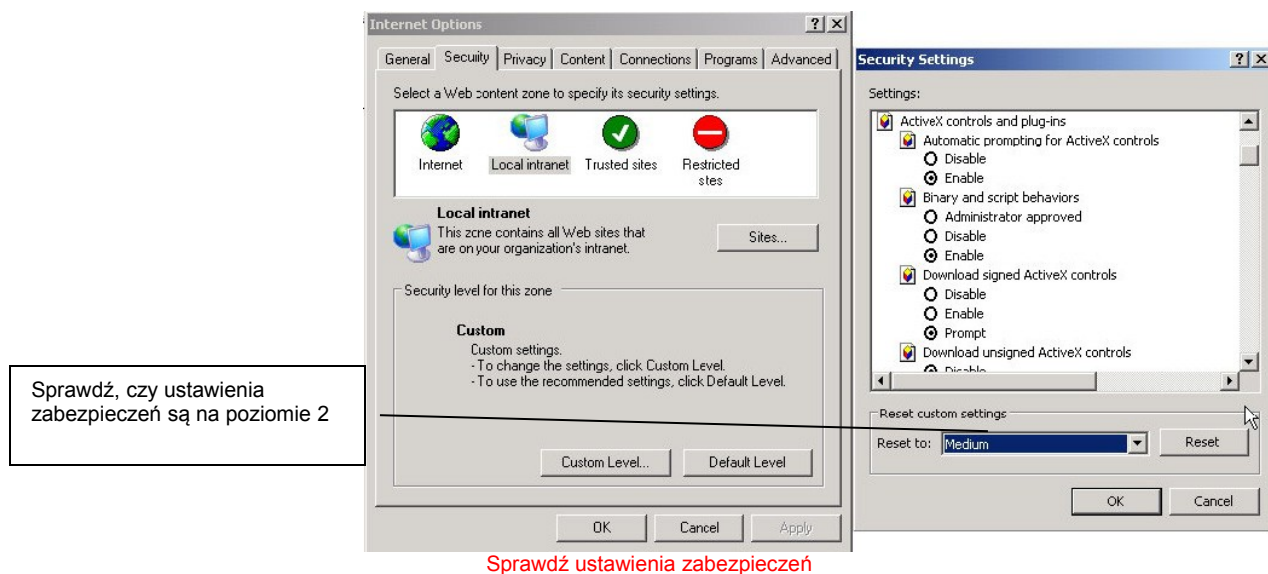 Internet Options
General Security Privacy Content Connections Programs Advanced
Select a Web content zone to specify its security settings.
Internet
Local intranet
Trusted sites
Restricted
stes
Local intranet
This zone contains all Web sites that
are on your organization's intranet.
Sites...
Security level for this zone
Custom
Custom settings.
- To change the settings, click Custom Level.
- To use the recommended settings, click Default Level.
Custom Level... Default Level
OK Cancel Apply
Security Settings
Settings:
ActiveX controls and plug-ins
Automatic prompting for ActiveX controls
Disable
Enable
Binary and script behaviors
Administrator approved
Disable
Enable
Download signed ActiveX controls
Disable
Enable
Prompt
Download unsigned ActiveX controls
Disable
Reset custom settings
Reset to: Medium Reset
OK Cancel
Sprawdź, czy ustawienia
zabezpieczeń są na poziomie 2
Sprawdź ustawienia zabezpieczeń